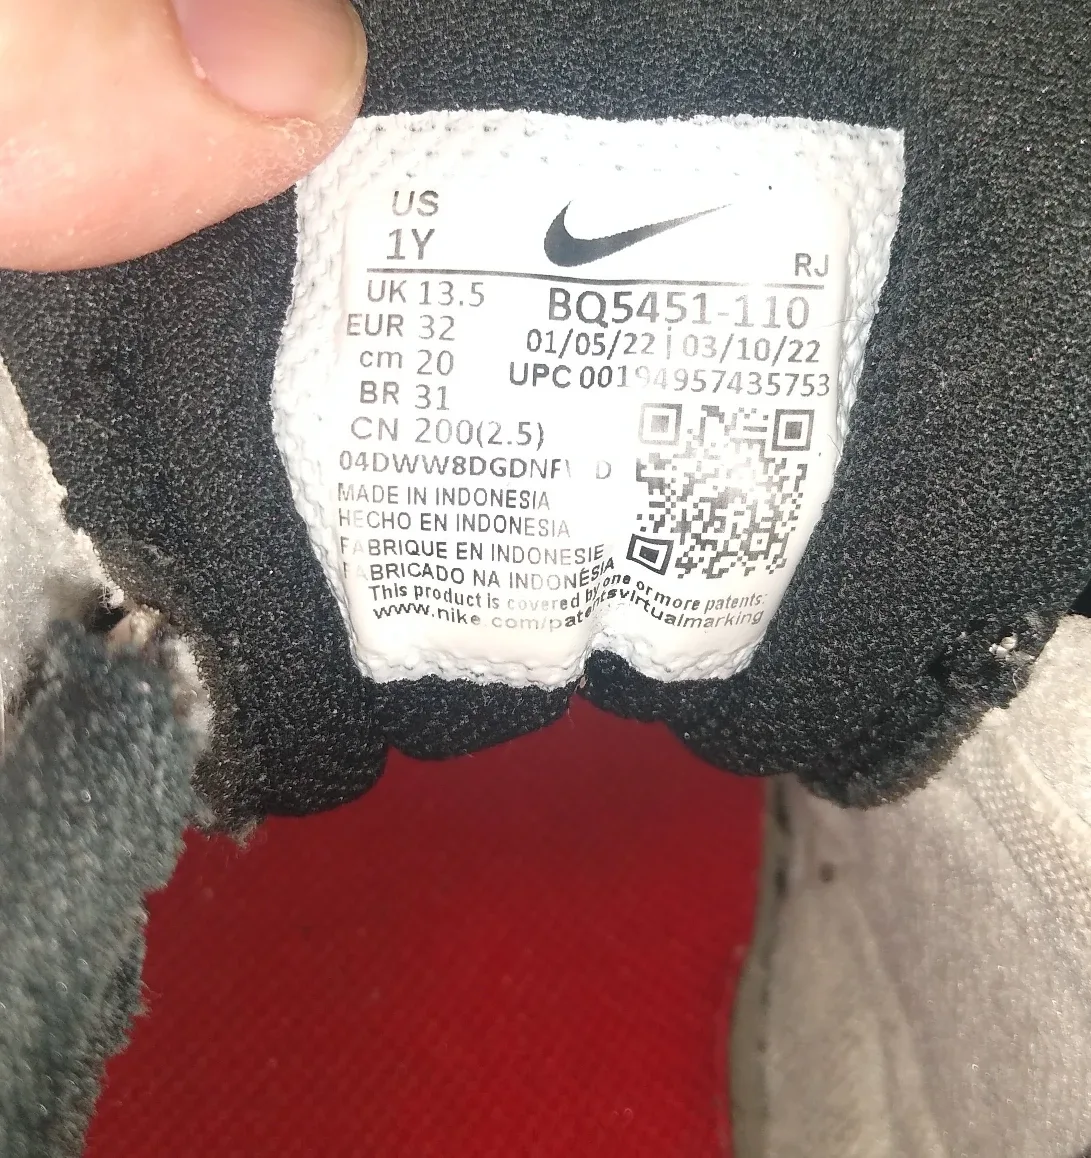 US
1Y
RJ
UK 13.5
BQ5451-110
EUR 32
01/05/22 | 03/10/22
cm 20
UPC 00194957435753
BR 31
CN 200(2.5)
MADE IN INDONESIA
HECHO EN INDONESIA
FABRIQUE EN INDONESIE
FABRICADO NA INDONÉSIA
This product is covered by one or more patents:
www.nike.com/patentsvirtualmarking